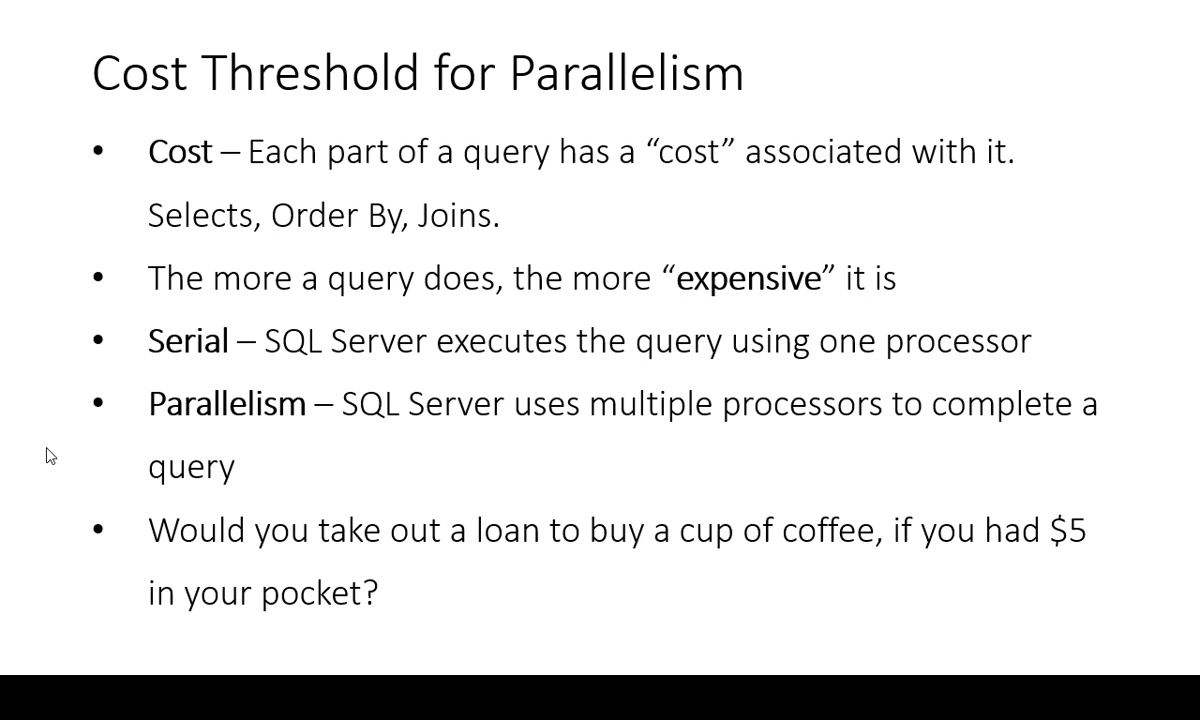 Cost Threshold for Parallelism
• Cost – Each part of a query has a “cost” associated with it.
Selects, Order By, Joins.
• The more a query does, the more “expensive” it is
• Serial – SQL Server executes the query using one processor
• Parallelism – SQL Server uses multiple processors to complete a
query
• Would you take out a loan to buy a cup of coffee, if you had $5
in your pocket?